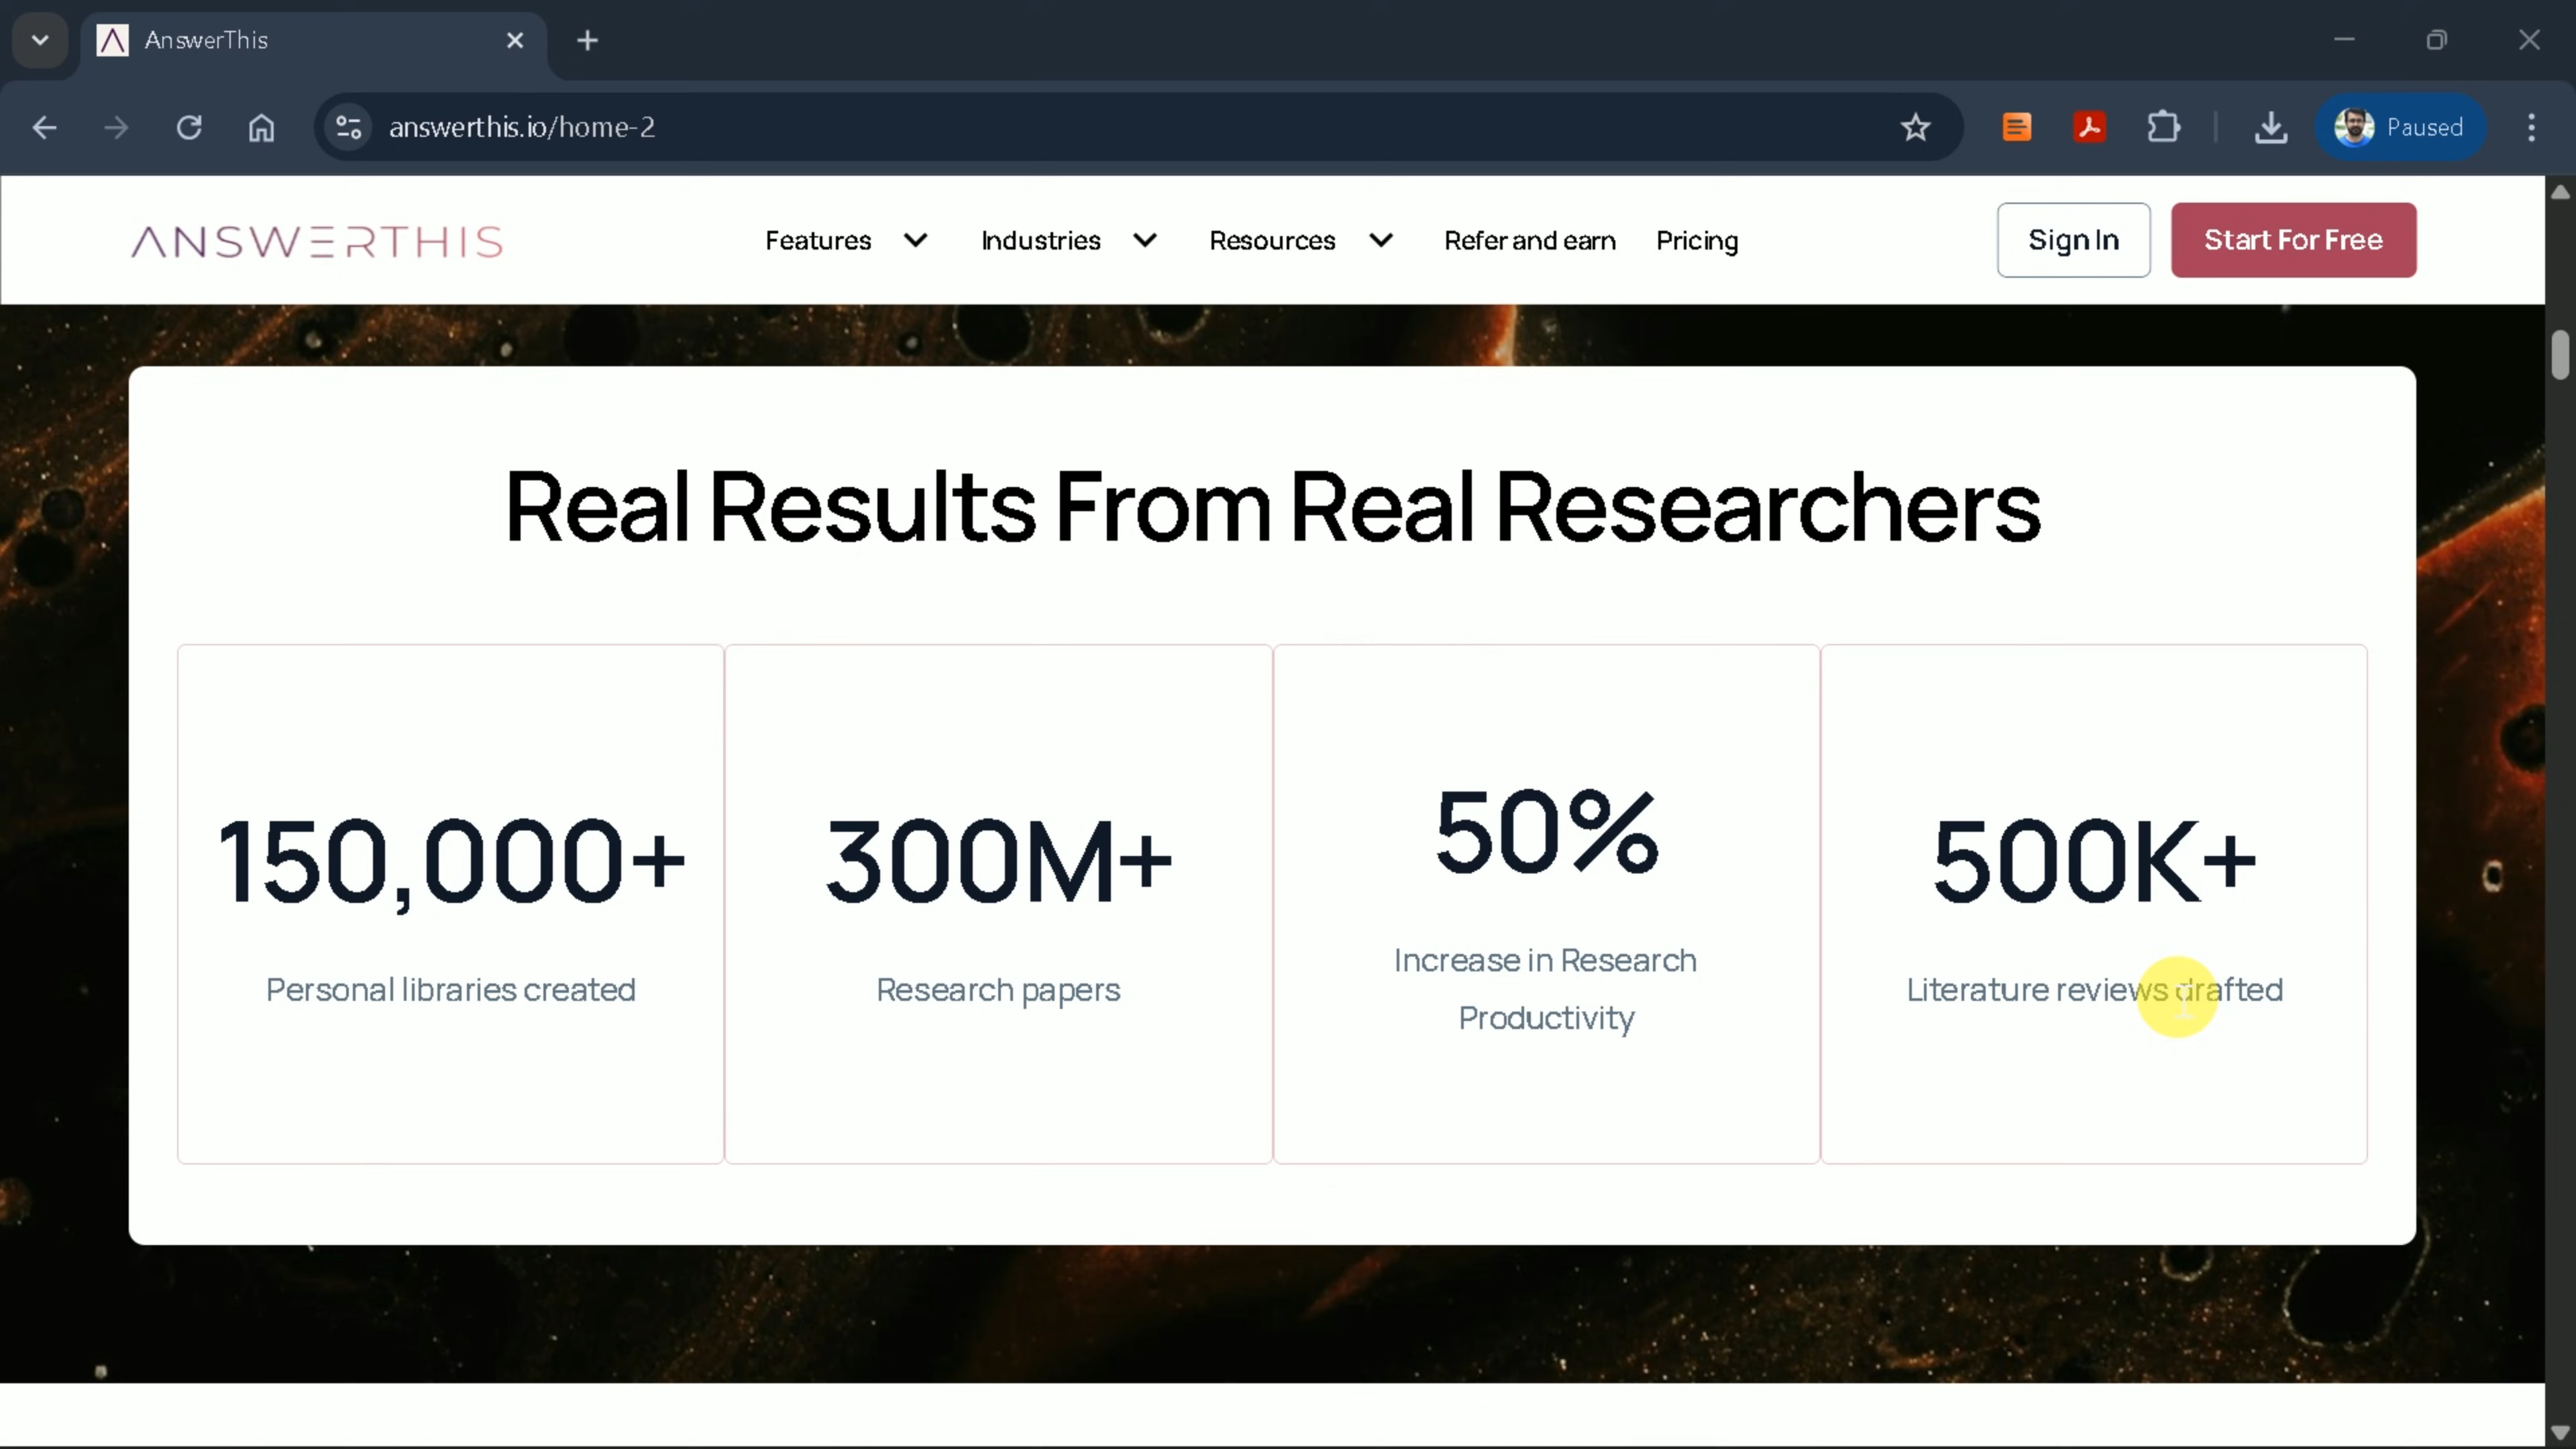 AnswerThis
answerthis.io/home-2
Paused
ANSWERTHIS
Features
Industries
Resources
Refer and earn
Pricing
Sign In
Start For Free
Real Results From Real Researchers
150,000+
Personal libraries created
300M+
Research papers
50%
Increase in Research
Productivity
500K+
Literature reviews drafted